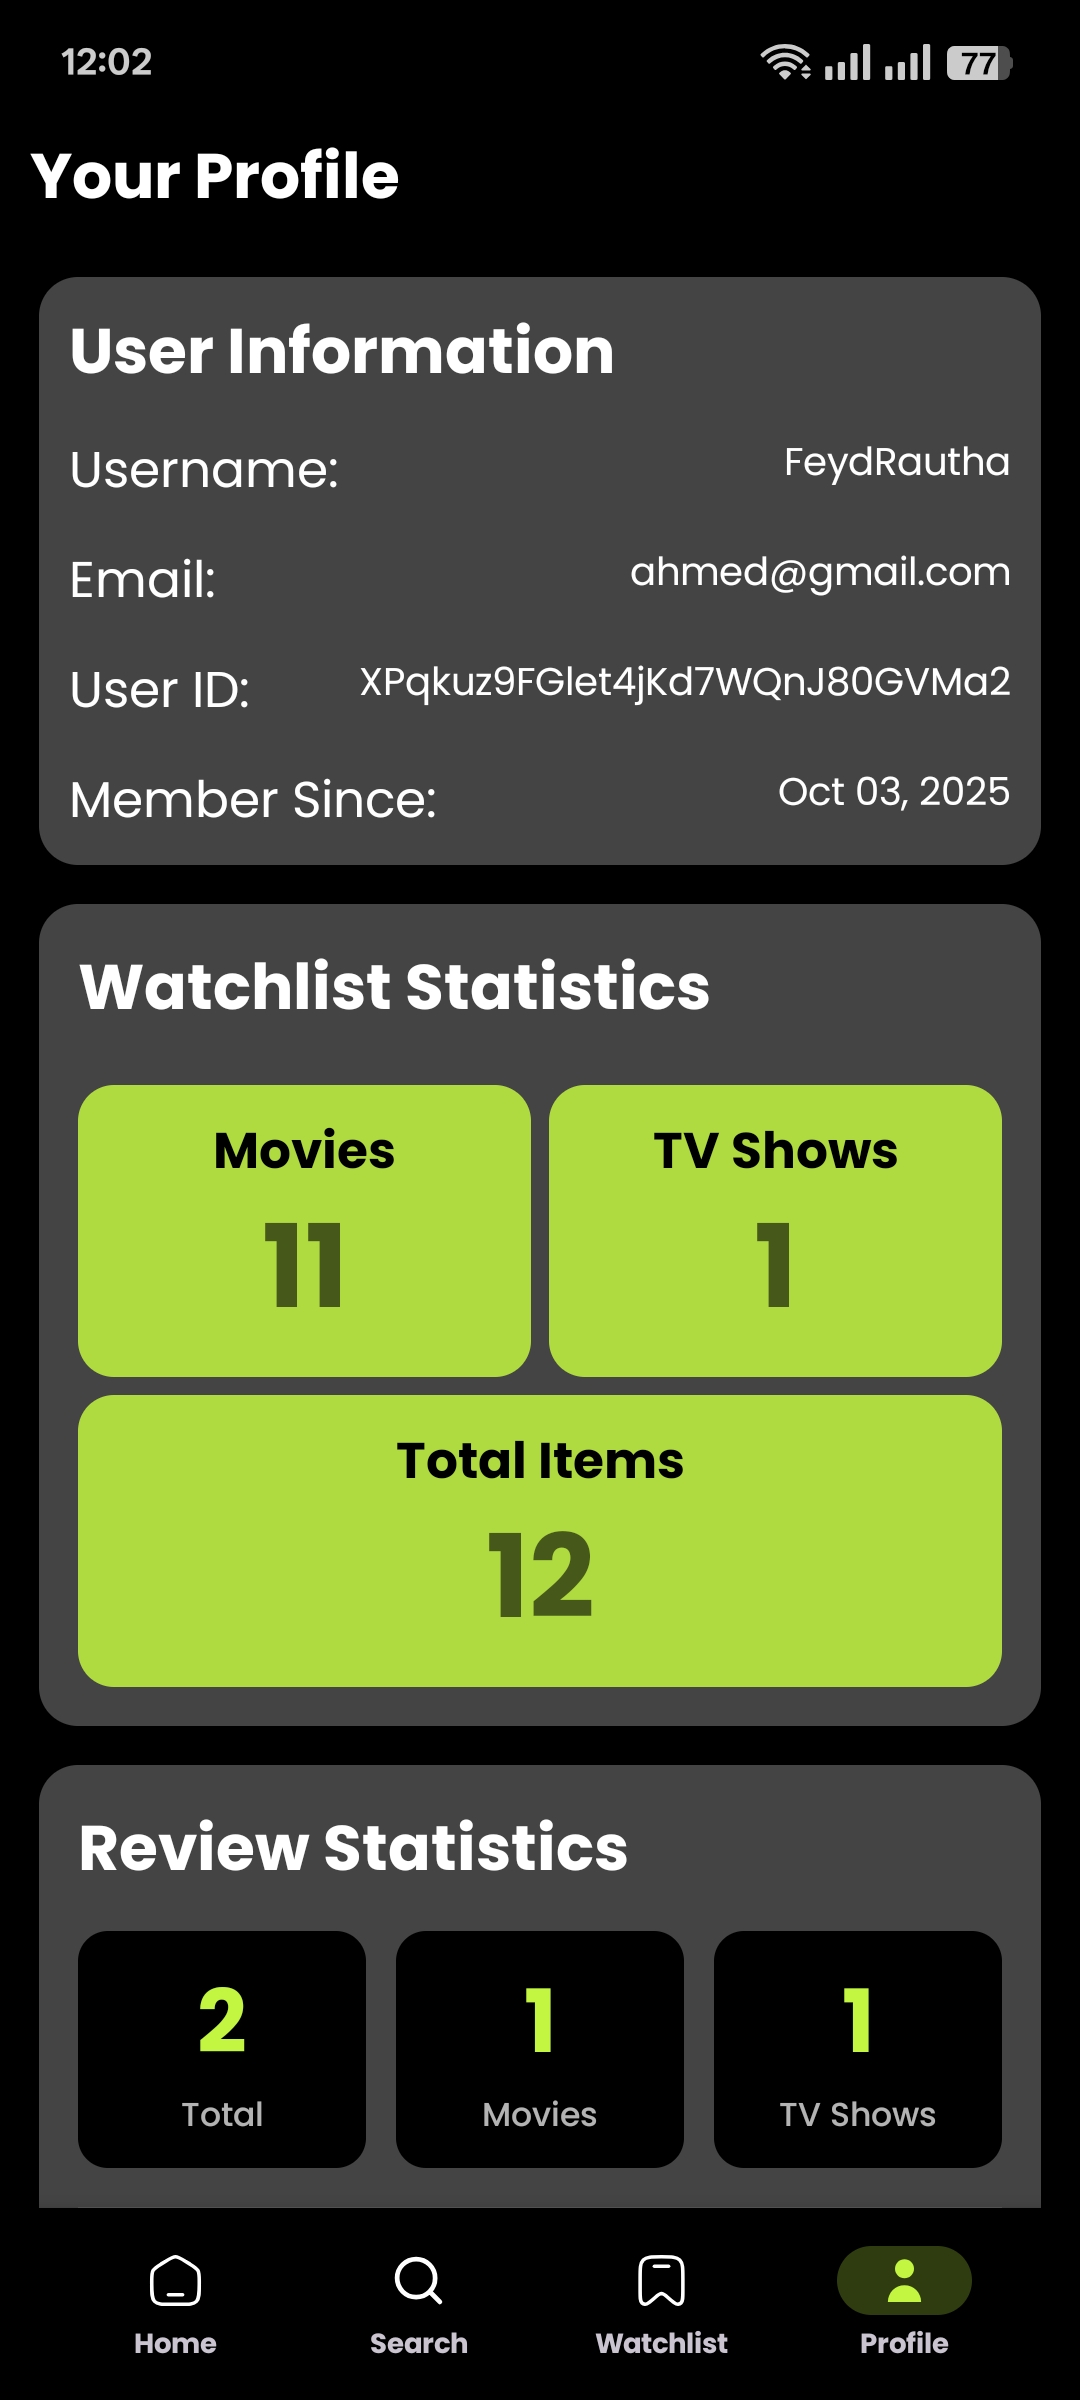 12:02
77
Your Profile
User Information
Username: FeydRautha
Email: ahmed@gmail.com
User ID: XPqkuz9FGlet4jKd7WQnJ80GVMa2
Member Since: Oct 03, 2025
Watchlist Statistics
Movies TV Shows
11 1
Total Items
12
Review Statistics
2 1 1
Total Movies TV Shows
Home Search Watchlist Profile